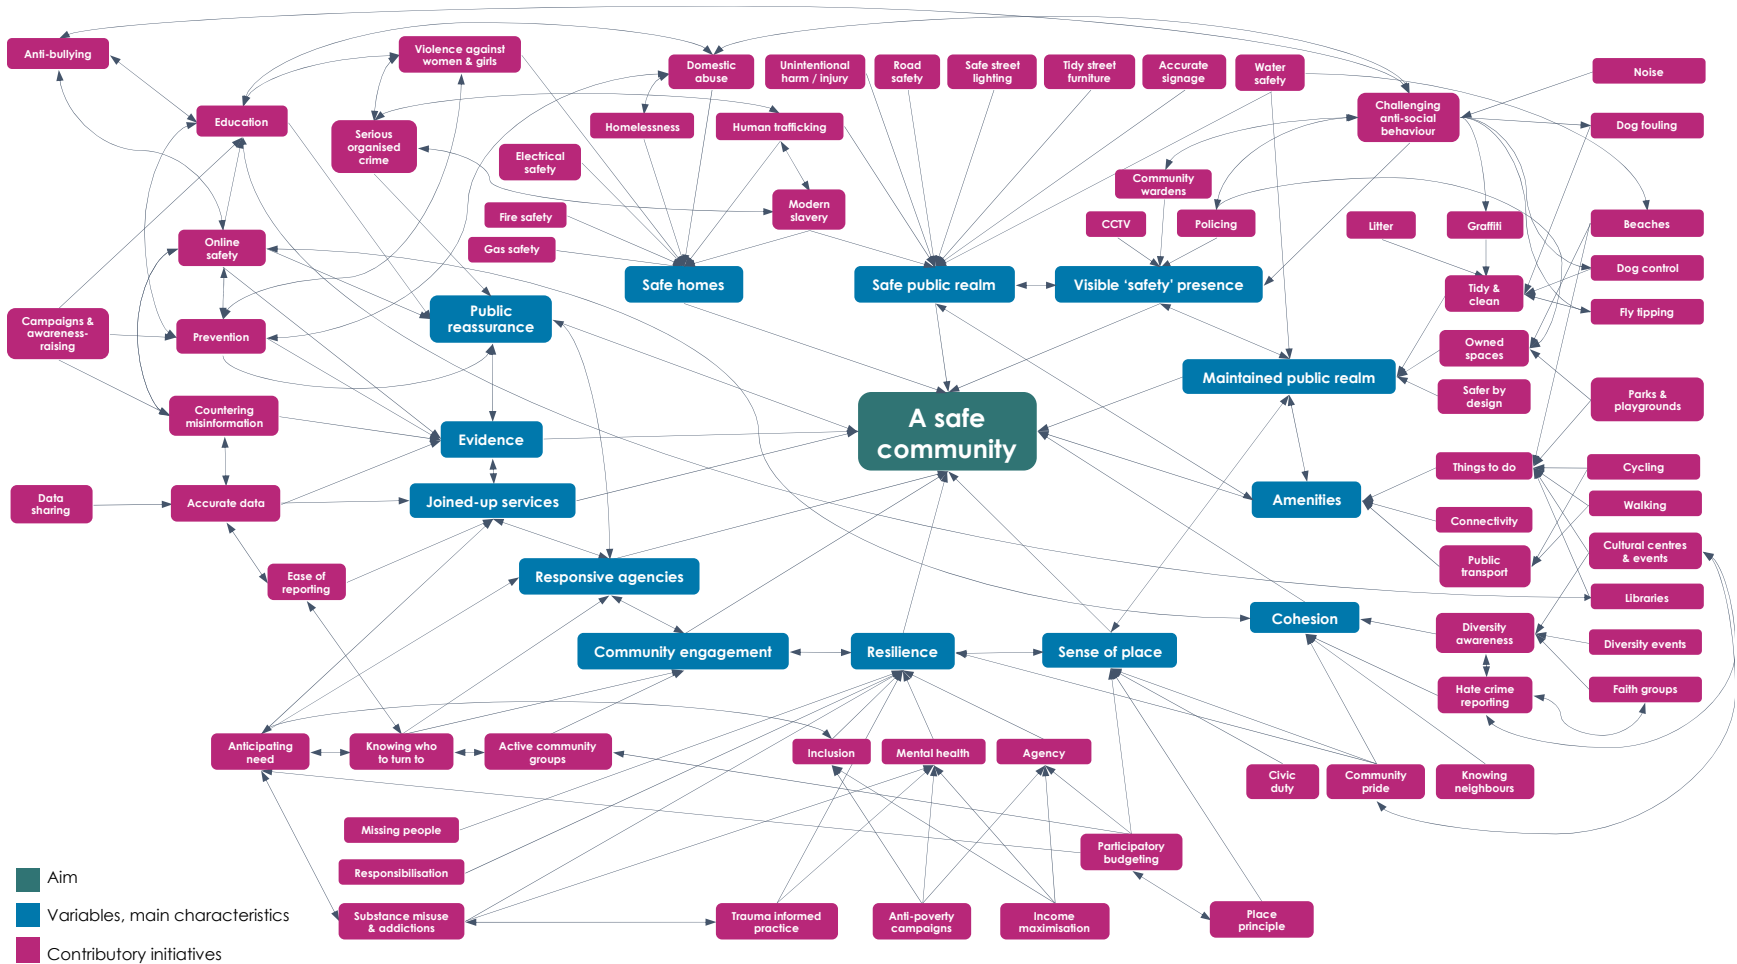 Anti-bullying
Violence against
women & girls
Domestic
abuse
Unintentional
harm / injury
Road
safety
Safe street
lighting
Tidy street
furniture
Accurate
signage
Water
safety
Noise
Education
Serious
organised
crime
Homelessness
Human trafficking
Challenging
anti-social
behaviour
Dog fouling
Electrical
safety
Community
wardens
Modern
slavery
Fire safety
CCTV
Policing
Litter
Graffiti
Beaches
Online
safety
Gas safety
Safe homes
Safe public realm
Visible ‘safety’ presence
Tidy &
clean
Dog control
Fly tipping
Campaigns &
awareness-
raising
Prevention
Public
reassurance
Owned
spaces
Maintained public realm
Safer by
design
Parks &
playgrounds
Countering
misinformation
Evidence
A safe
community
Things to do
Cycling
Data
sharing
Accurate data
Joined-up services
Amenities
Walking
Connectivity
Public
transport
Cultural centres
& events
Ease of
reporting
Responsive agencies
Libraries
Cohesion
Diversity
awareness
Diversity events
Community engagement
Resilience
Sense of place
Hate crime
reporting
Faith groups
Anticipating
need
Knowing who
to turn to
Active community
groups
Inclusion
Mental health
Agency
Civic
duty
Community
pride
Knowing
neighbours
Missing people
Participatory
budgeting
Responsibilisation
Substance misuse
& addictions
Trauma informed
practice
Anti-poverty
campaigns
Income
maximisation
Place
principle
Aim
Variables, main characteristics
Contributory initiatives